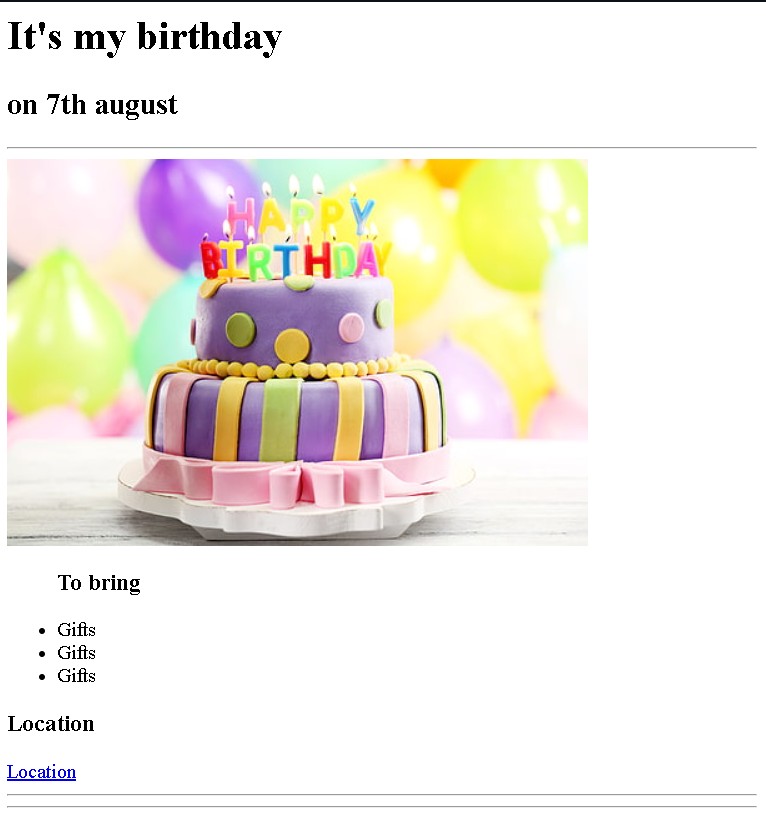 It's my birthday
on 7th august
HAPPY
BIRTHDAY
To bring
Gifts
Gifts
Gifts
Location
Location